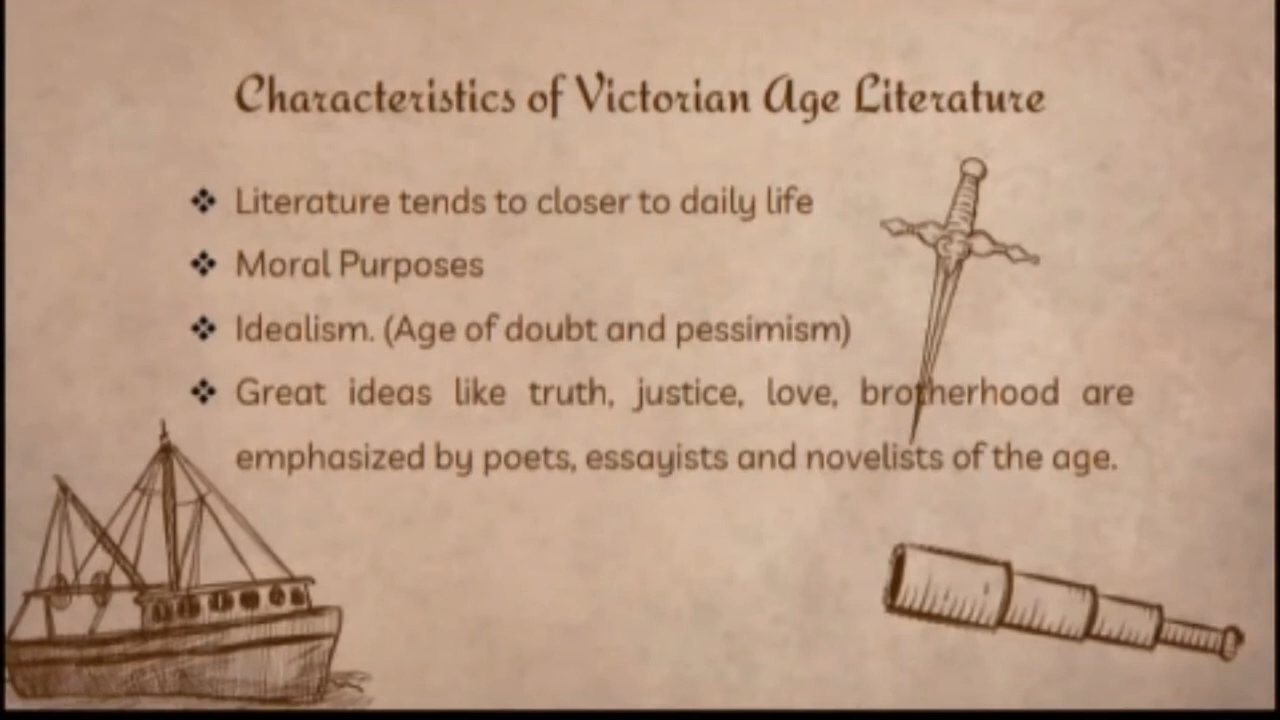 Characteristics of Victorian Age Literature
❖ Literature tends to closer to daily life
❖ Moral Purposes
❖ Idealism. (Age of doubt and pessimism)
❖ Great ideas like truth, justice, love, brotherhood are
emphasized by poets, essayists and novelists of the age.